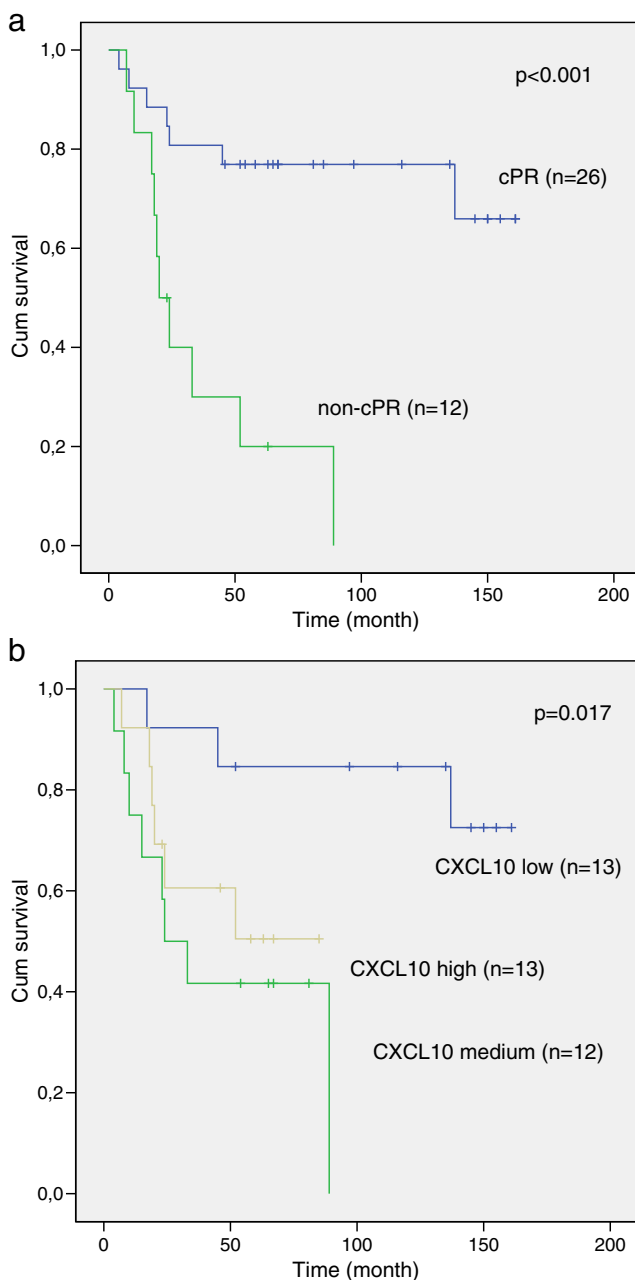 a
1,0
p<0.001
0,8
cPR (n=26)
0,6
Cum survival
0,4
non-cPR (n=12)
0,2
0,0
0 50 100 150 200
Time (month)
b
1,0
p=0.017
0,8
CXCL10 low (n=13)
0,6
Cum survival
CXCL10 high (n=13)
0,4
CXCL10 medium (n=12)
0,2
0,0
0 50 100 150 200
Time (month)